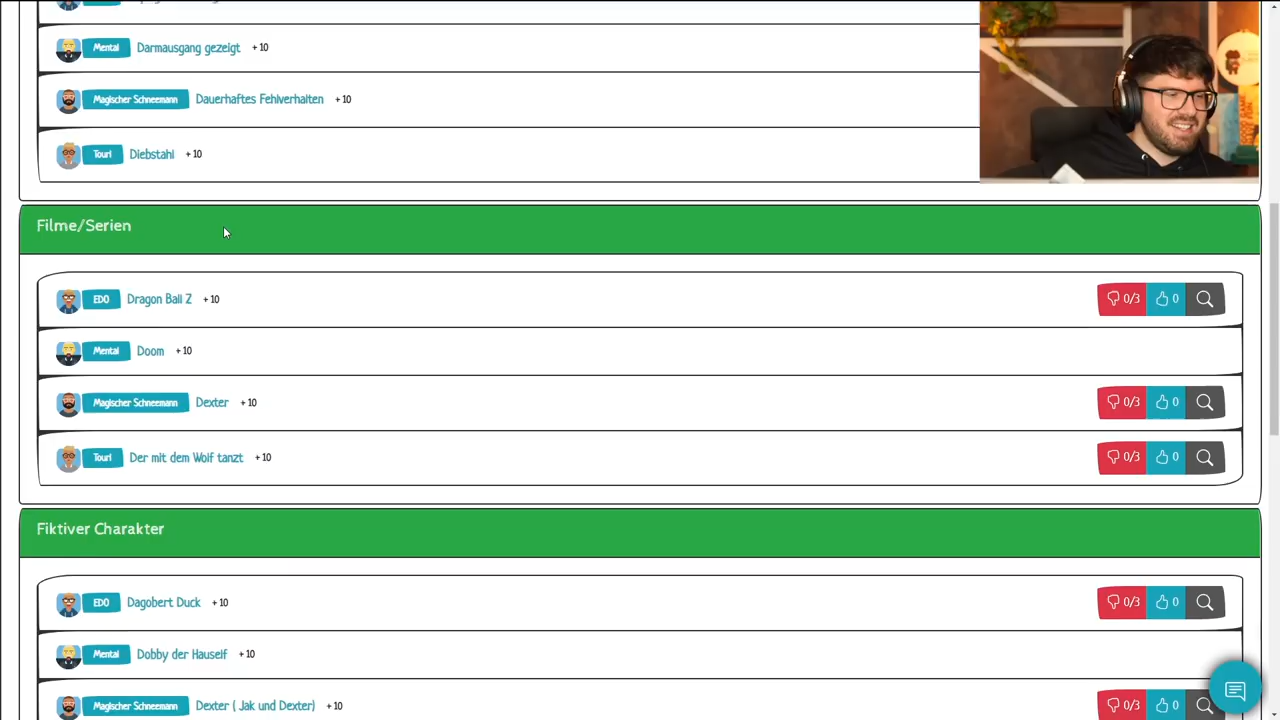 Mental Darmausgang gezeigt +10
Magischer Schneemann Dauerhaftes Fehlverhalten +10
Touri Diebstahl +10
Filme/Serien
EDO Dragon Ball Z +10 0/3 0
Mental Doom +10
Magischer Schneemann Dexter +10 0/3 0
Touri Der mit dem Wolf tanzt +10 0/3 0
Fiktiver Charakter
EDO Dagobert Duck +10 0/3 0
Mental Dobby der Hauself +10
Magischer Schneemann Dexter ( Jak und Dexter) +10 0/3 0